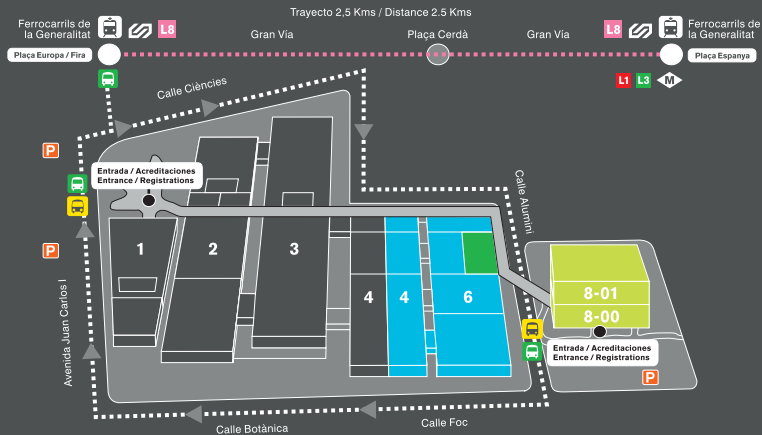 Trayecto 2,5 Kms / Distance 2.5 Kms
Ferrocarrils de
la Generalitat
L8
Gran Vía
Plaça Cerdà
Gran Vía
L8
Ferrocarrils de
la Generalitat
Plaça Europa / Fira
Plaça Espanya
L1
L3
M
Calle Ciències
P
Entrada / Acreditaciones
Entrance / Registrations
Calle Alumini
P
1
2
3
4
4
6
8-01
8-00
Avenida Juan Carlos I
Entrada / Acreditaciones
Entrance / Registrations
P
Calle Botànica
Calle Foc